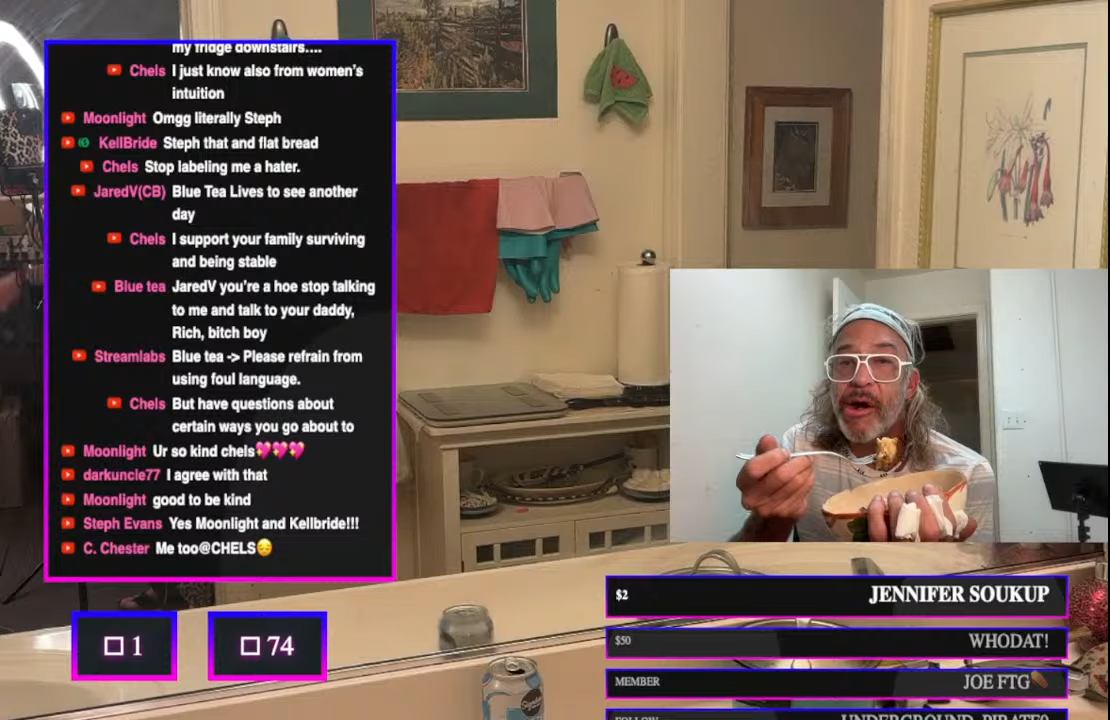 my fridge downstairs....
Chels I just know also from women's
intuition
Moonlight Omgg literally Steph
KellBride Steph that and flat bread
Chels Stop labeling me a hater.
JaredV(CB) Blue Tea Lives to see another
day
Chels I support your family surviving
and being stable
Blue tea JaredV you're a hoe stop talking
to me and talk to your daddy,
Rich, bitch boy
Streamlabs Blue tea -> Please refrain from
using foul language.
Chels But have questions about
certain ways you go about to
Moonlight Ur so kind chels💖💖💖
darkuncle77 I agree with that
Moonlight good to be kind
Steph Evans Yes Moonlight and Kellbride!!!
C. Chester Me too@CHELS😔
1
74
$2 JENNIFER SOUKUP
$50 WHODAT!
MEMBER JOE FTG
FOLLOW UNDERGROUND_PIRATE0